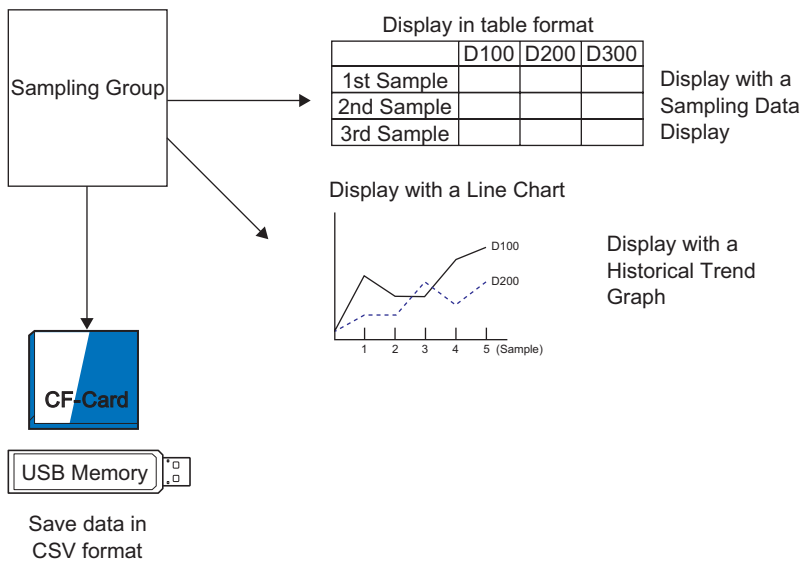 Sampling Group
Display in table format
D100 D200 D300
1st Sample
2nd Sample
3rd Sample
Display with a
Sampling Data
Display
Display with a Line Chart
D100
D200
1 2 3 4 5 (Sample)
Display with a
Historical Trend
Graph
CF-Card
USB Memory
Save data in
CSV format